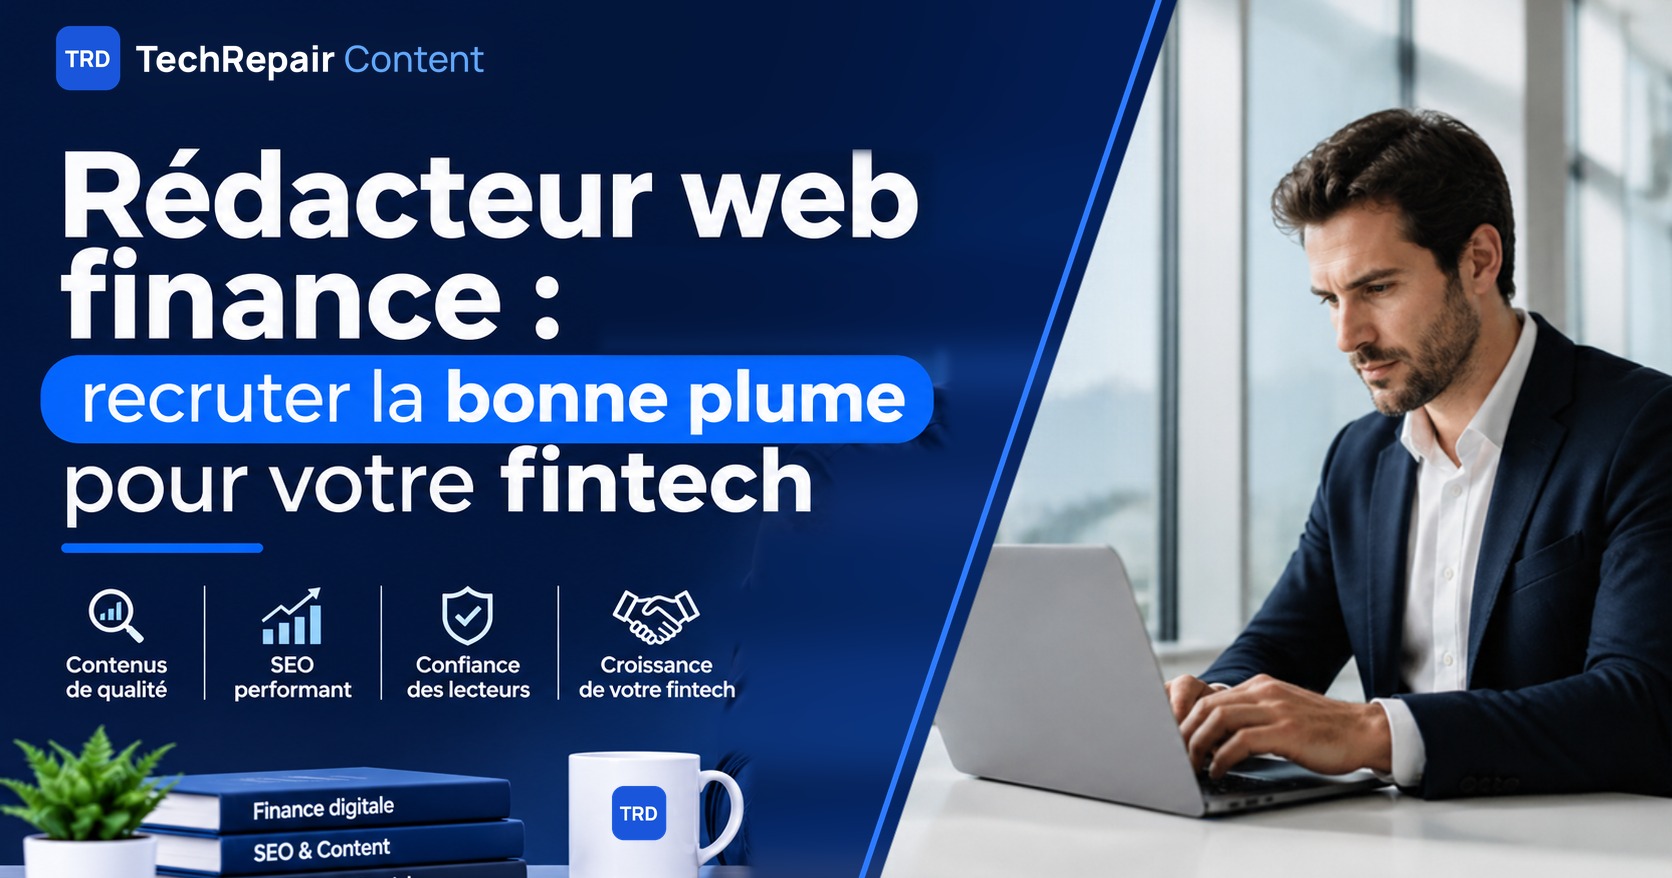 TRD TechRepair Content
Rédacteur web
finance :
recruter la bonne plume
pour votre fintech
Contenus
de qualité
SEO
performant
Confiance
des lecteurs
Croissance
de votre fintech
Finance digitale
SEO & Content
TRD